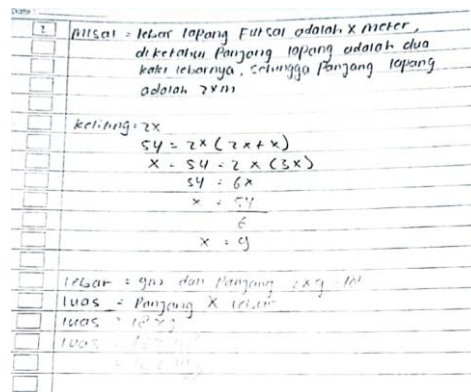 Date :
2 Misal = lebar lapang Futsal adalah x meter,
diketahui Panjang lapang adalah dua
kali lebarnya, sehingga Panjang lapang
adalah 2x m
keliling = 2x
54 = 2x (2x + x)
x = 54 = 2 x (3x)
54 = 6x
x = 54
6
x = 9
lebar = 9m dan Panjang 2x9 = 18
luas = Panjang x lebar
luas = 18 x 9
luas =